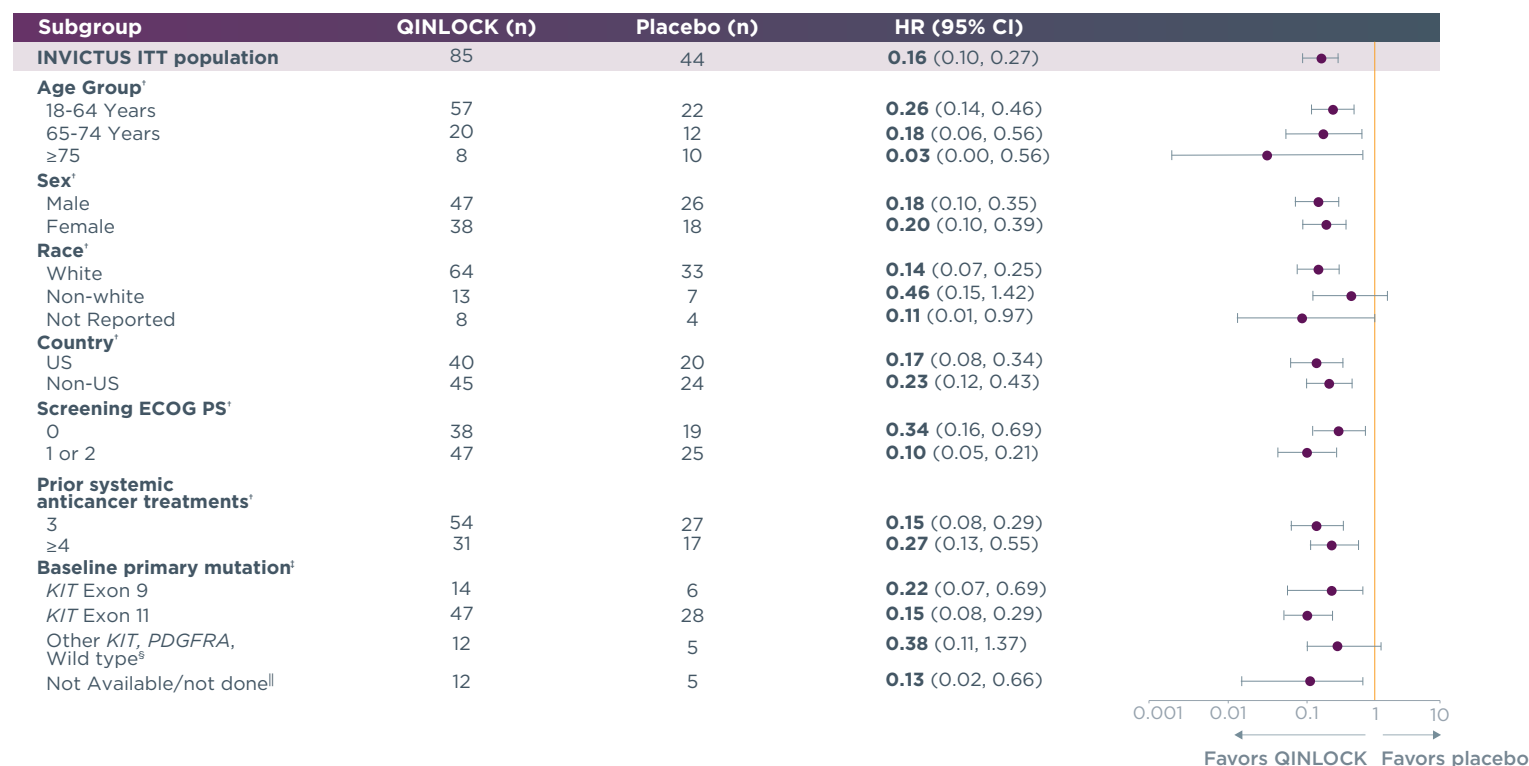 Subgroup QINLOCK (n) Placebo (n) HR (95% CI)
INVICTUS ITT population 85 44 0.16 (0.10, 0.27)
Age Group†
18-64 Years 57 22 0.26 (0.14, 0.46)
65-74 Years 20 12 0.18 (0.06, 0.56)
≥75 8 10 0.03 (0.00, 0.56)
Sex†
Male 47 26 0.18 (0.10, 0.35)
Female 38 18 0.20 (0.10, 0.39)
Race†
White 64 33 0.14 (0.07, 0.25)
Non-white 13 7 0.46 (0.15, 1.42)
Not Reported 8 4 0.11 (0.01, 0.97)
Country†
US 40 20 0.17 (0.08, 0.34)
Non-US 45 24 0.23 (0.12, 0.43)
Screening ECOG PS†
0 38 19 0.34 (0.16, 0.69)
1 or 2 47 25 0.10 (0.05, 0.21)
Prior systemic
anticancer treatments†
3 54 27 0.15 (0.08, 0.29)
≥4 31 17 0.27 (0.13, 0.55)
Baseline primary mutation‡
KIT Exon 9 14 6 0.22 (0.07, 0.69)
KIT Exon 11 47 28 0.15 (0.08, 0.29)
Other KIT, PDGFRA,
Wild type§ 12 5 0.38 (0.11, 1.37)
Not Available/not done‖ 12 5 0.13 (0.02, 0.66)
0.001 0.01 0.1 1 10
Favors QINLOCK Favors placebo